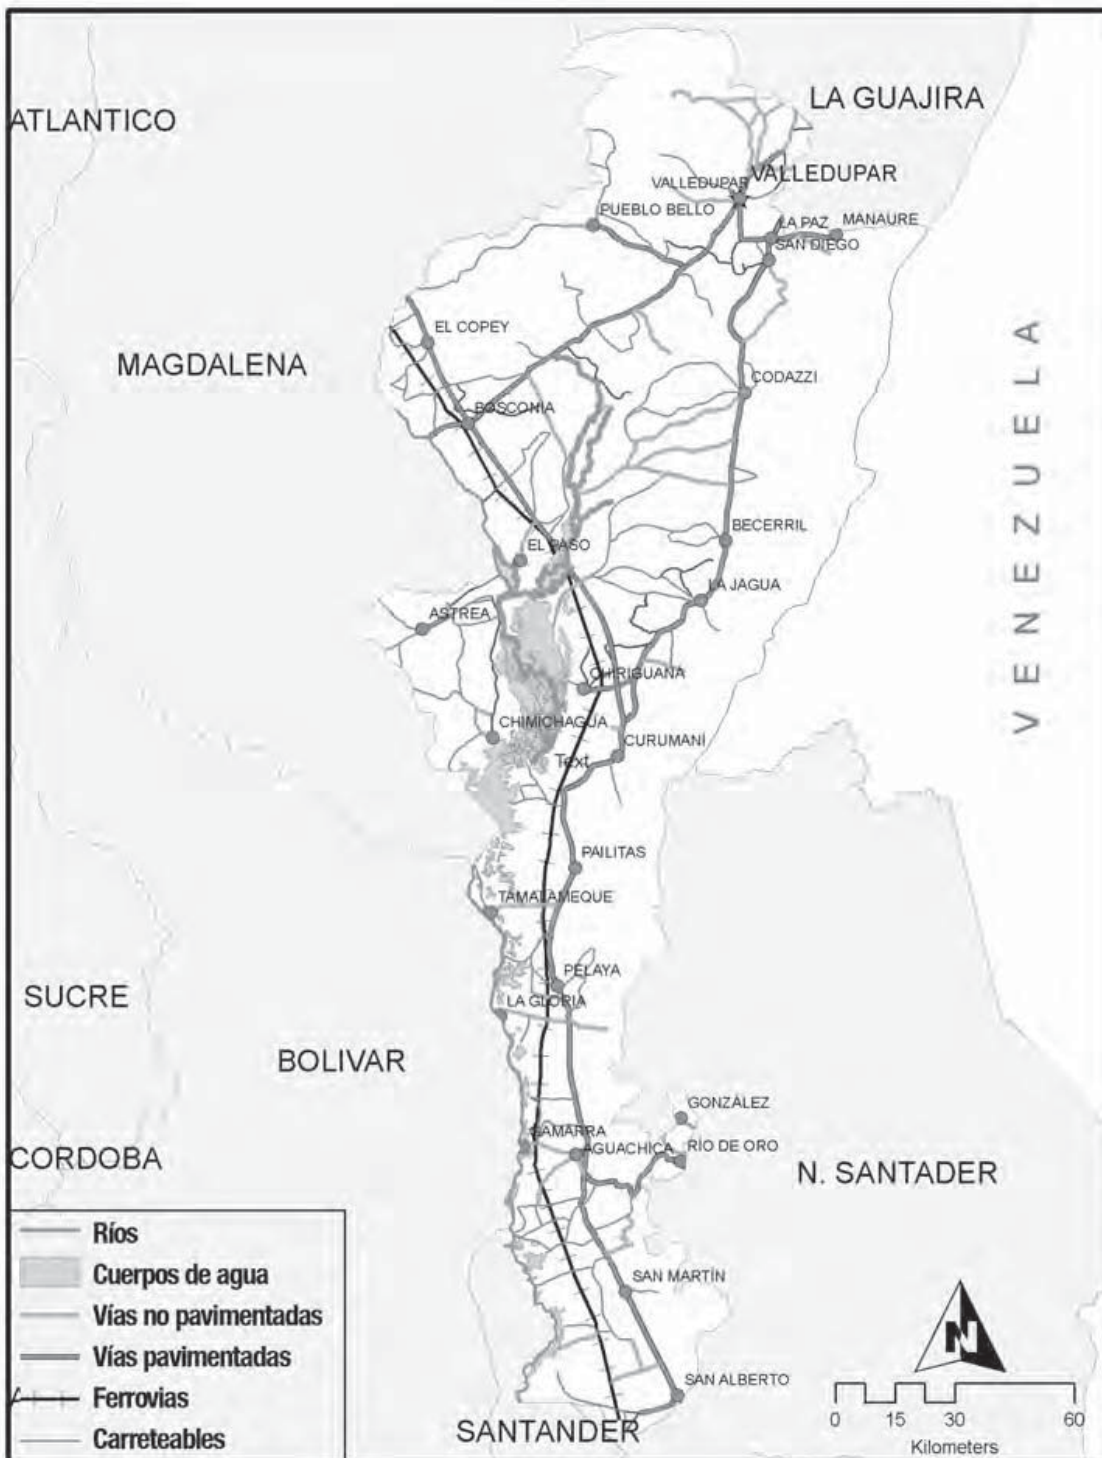 LA GUAJIRA
ATLANTICO
VALLEDUPAR
VALLEDUPAR
PUEBLO BELLO
LA PAZ
MANAURE
SAN DIEGO
EL COPEY
MAGDALENA
VENEZUELA
CODAZZI
BOSCONIA
BECERRIL
EL PASO
LA JAGUA
ASTREA
CHIRIGUANA
CHIMICHAGUA
CURUMANÍ
Text
PAILITAS
TAMALAMEQUE
PELAYA
SUCRE
LA GLORIA
BOLIVAR
GONZÁLEZ
GAMARRA
AGUACHICA
RÍO DE ORO
CORDOBA
N. SANTADER
Ríos
Cuerpos de agua
Vías no pavimentadas
Vías pavimentadas
Ferrovias
Carreteables
SAN MARTÍN
N
SAN ALBERTO
SANTANDER
0 15 30 60
Kilometers